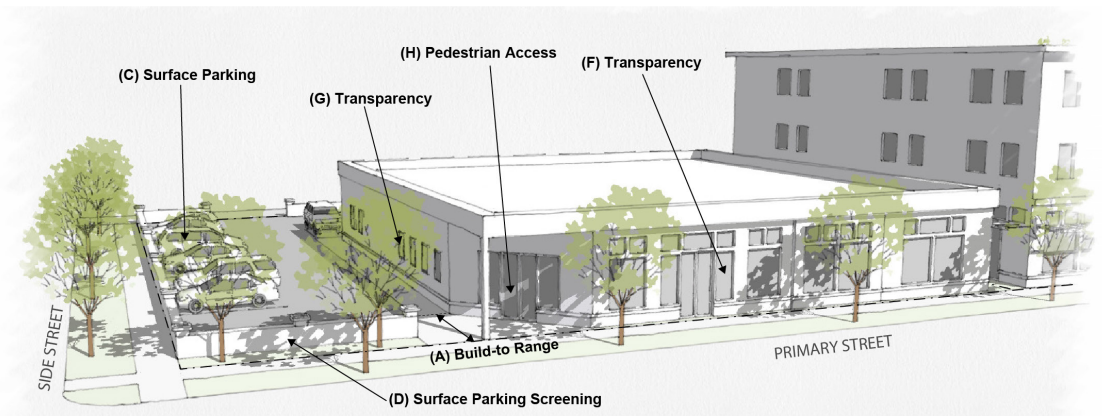 (H) Pedestrian Access
(F) Transparency
(C) Surface Parking
(G) Transparency
(A) Build-to Range
PRIMARY STREET
SIDE STREET
(D) Surface Parking Screening